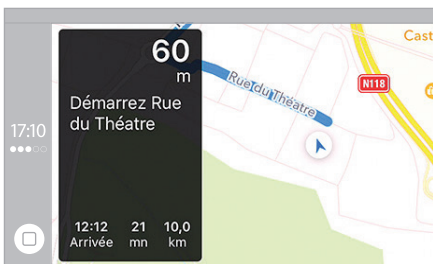 60
m
Démarrez Rue
du Théatre
17:10
12:12 21 10,0
Arrivée mn km
Rue du Théatre
N118
Cast